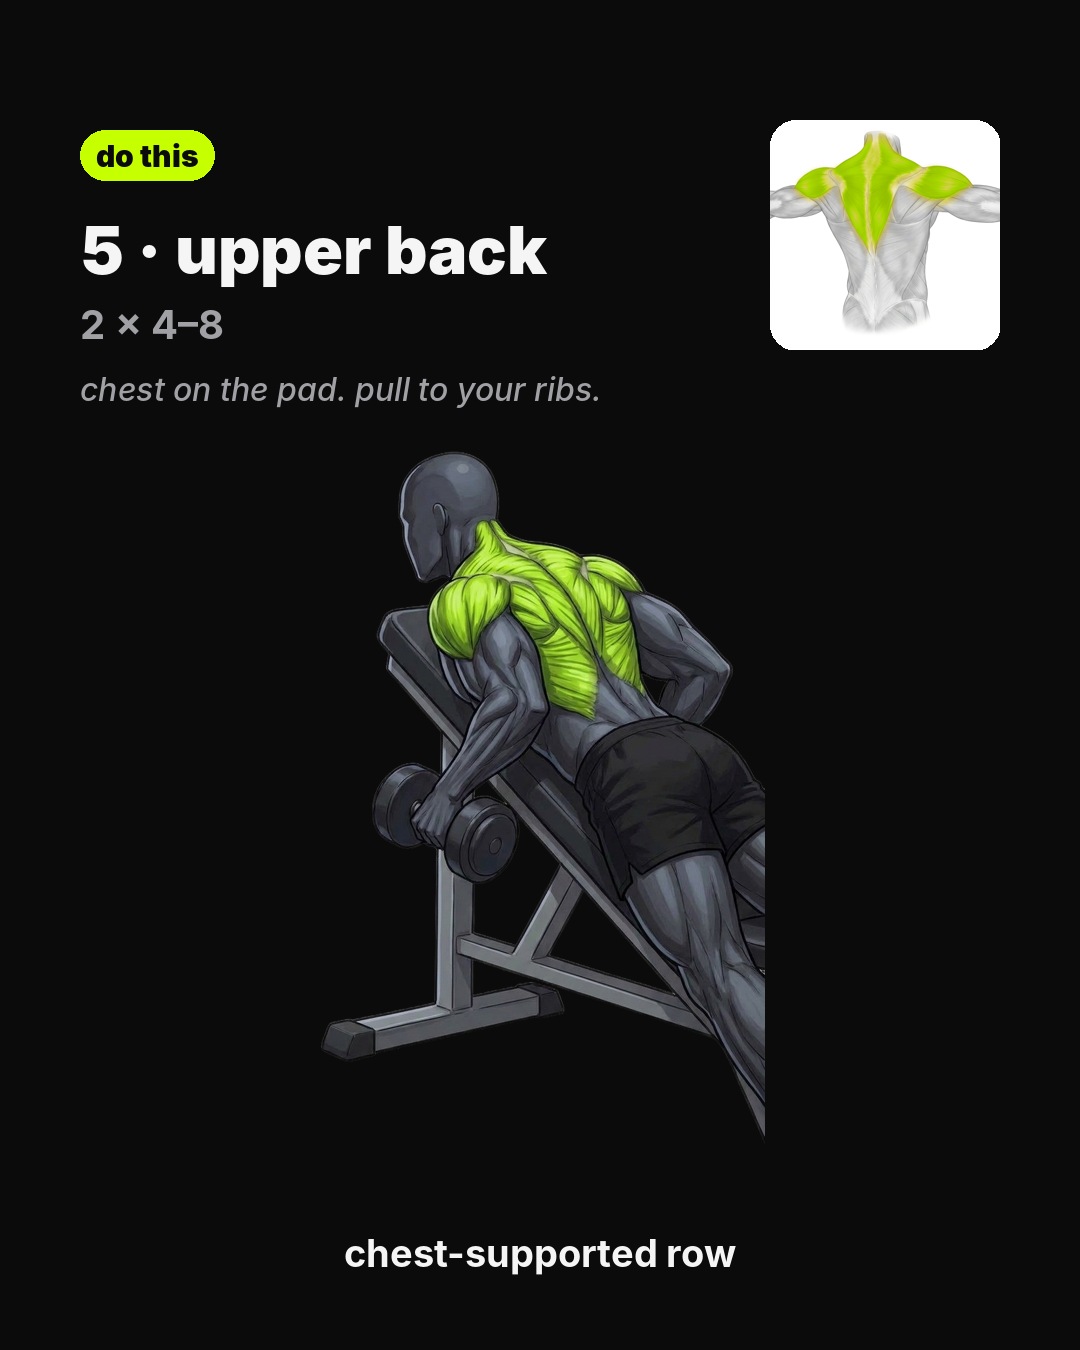 do this
5 · upper back
2 × 4–8
chest on the pad. pull to your ribs.
chest-supported row